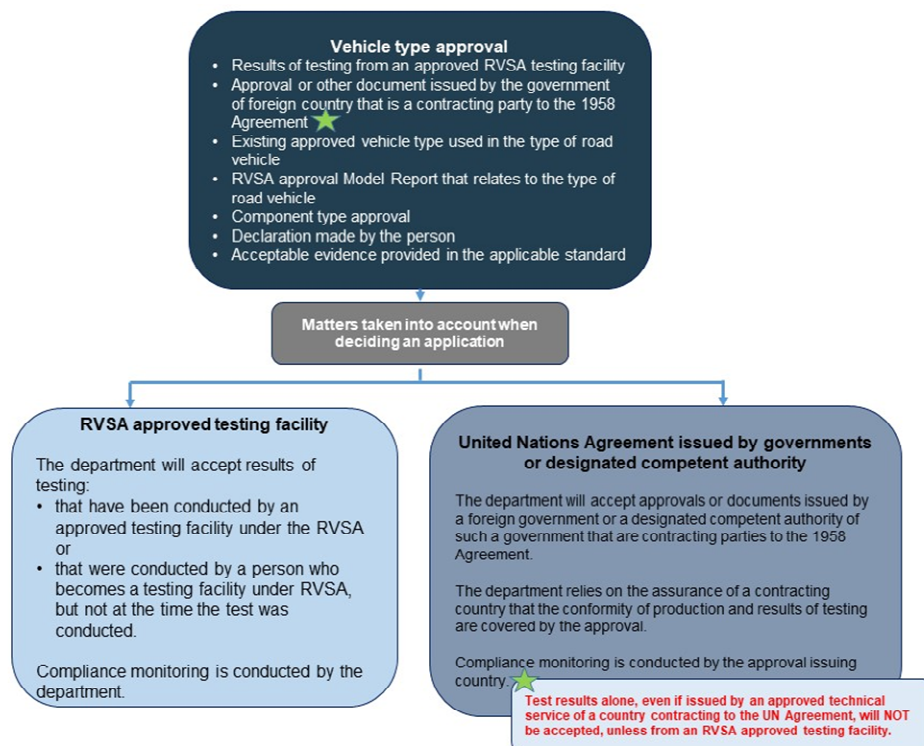 Vehicle type approval
• Results of testing from an approved RVSA testing facility
• Approval or other document issued by the government
of foreign country that is a contracting party to the 1958
Agreement
• Existing approved vehicle type used in the type of road
vehicle
• RVSA approval Model Report that relates to the type of
road vehicle
• Component type approval
• Declaration made by the person
• Acceptable evidence provided in the applicable standard
Matters taken into account when
deciding an application
RVSA approved testing facility
The department will accept results of
testing:
• that have been conducted by an
approved testing facility under the RVSA
or
• that were conducted by a person who
becomes a testing facility under RVSA,
but not at the time the test was
conducted.
Compliance monitoring is conducted by the
department.
United Nations Agreement issued by governments
or designated competent authority
The department will accept approvals or documents issued by
a foreign government or a designated competent authority of
such a government that are contracting parties to the 1958
Agreement.
The department relies on the assurance of a contracting
country that the conformity of production and results of testing
are covered by the approval.
Compliance monitoring is conducted by the approval issuing
country.
Test results alone, even if issued by an approved technical
service of a country contracting to the UN Agreement, will NOT
be accepted, unless from an RVSA approved testing facility.